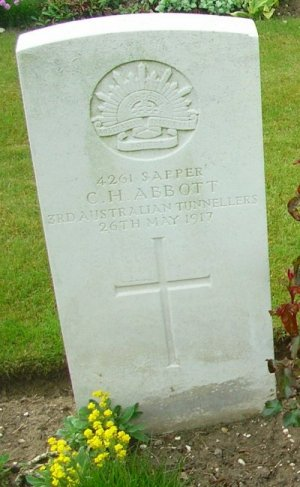 4261 SAPPER
C.H. ABBOTT
3RD AUSTRALIAN TUNNELLERS
26TH MAY 1917